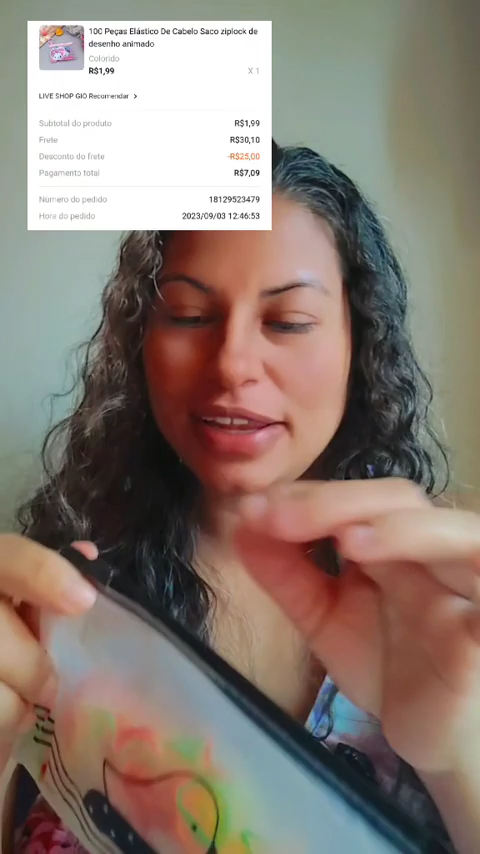 100 Peças Elástico De Cabelo Saco ziplock de
desenho animado
Colorido
R$1,99 X 1
LIVE SHOP GIO Recomendar >
Subtotal do produto R$1,99
Frete R$30,10
Desconto do frete -R$25,00
Pagamento total R$7,09
Número do pedido 18129523479
Hora do pedido 2023/09/03 12:46:53